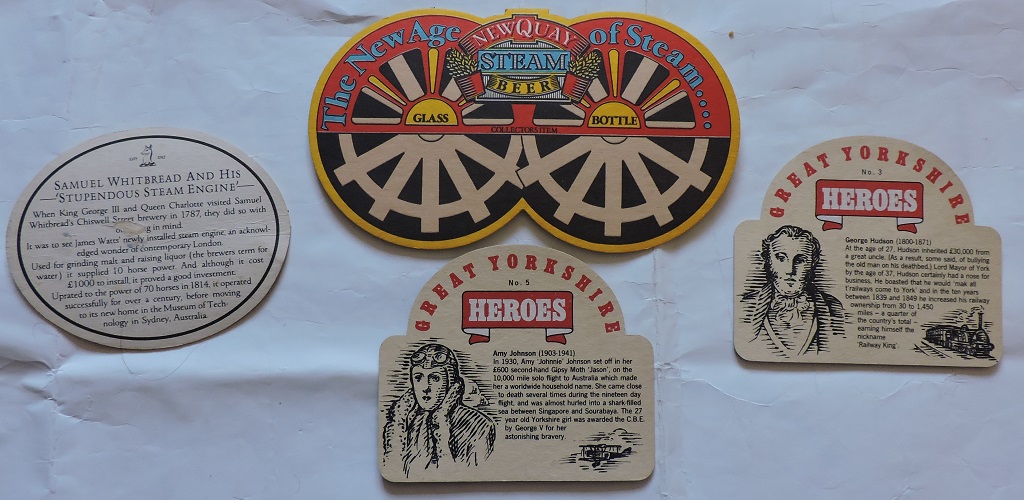 The New Age of Steam....
NEWQUAY
STEAM
BEER
GLASS
BOTTLE
COLLECTORS ITEM
ESTD 1742
SAMUEL WHITBREAD AND HIS
'STUPENDOUS STEAM ENGINE'
When King George III and Queen Charlotte visited Samuel
Whitbread's Chiswell Street brewery in 1787, they did so with
in mind.
It was to see James Watts' newly installed steam engine, an acknowl-
edged wonder of contemporary London.
Used for grinding malt and raising liquor (the brewers term for
water) it supplied 10 horse power. And although it cost
£1000 to install, it proved a good investment.
Uprated to the power of 70 horses in 1814, it operated
successfully for over a century, before moving
to its new home in the Museum of Tech-
nology in Sydney, Australia.
GREAT YORKSHIRE
No. 5
HEROES
Amy Johnson (1903-1941)
In 1930, Amy 'Johnnie' Johnson set off in her
£600 second-hand Gipsy Moth 'Jason', on the
10,000 mile solo flight to Australia which made
her a worldwide household name. She came close
to death several times during the nineteen day
flight, and was almost hurled into a shark-filled
sea between Singapore and Sourabaya. The 27
year old Yorkshire girl was awarded the C.B.E.
by George V for her
astonishing bravery.
GREAT YORKSHIRE
No. 3
HEROES
George Hudson (1800-1871)
At the age of 27, Hudson inherited £30,000 from
a great uncle. (As a result, some said, of bullying
the old man on his deathbed.) Lord Mayor of York
by the age of 37, Hudson certainly had a nose for
business. He boasted that he would 'mak all
t'railways come to York' and in the ten years
between 1839 and 1849 he increased his railway
ownership from 30 to 1,450
miles – a quarter of
the country's total –
earning himself the
nickname
'Railway King'.